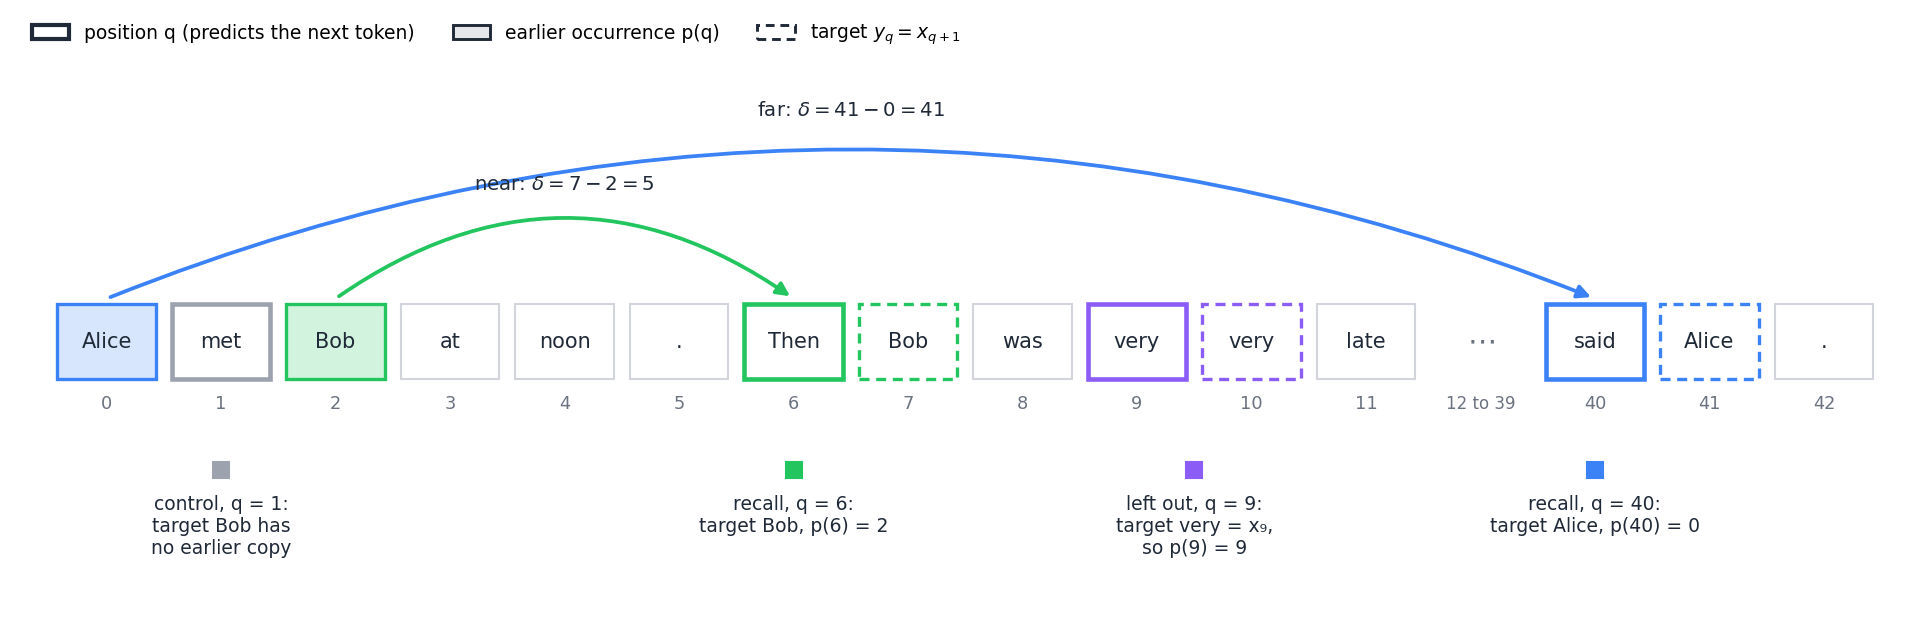 position q (predicts the next token) earlier occurrence p(q) target y_q = x_{q+1}
far: δ = 41 − 0 = 41
near: δ = 7 − 2 = 5
Alice met Bob at noon . Then Bob was very very late ··· said Alice .
0 1 2 3 4 5 6 7 8 9 10 11 12 to 39 40 41 42
control, q = 1:
target Bob has
no earlier copy
recall, q = 6:
target Bob, p(6) = 2
left out, q = 9:
target very = x₉,
so p(9) = 9
recall, q = 40:
target Alice, p(40) = 0